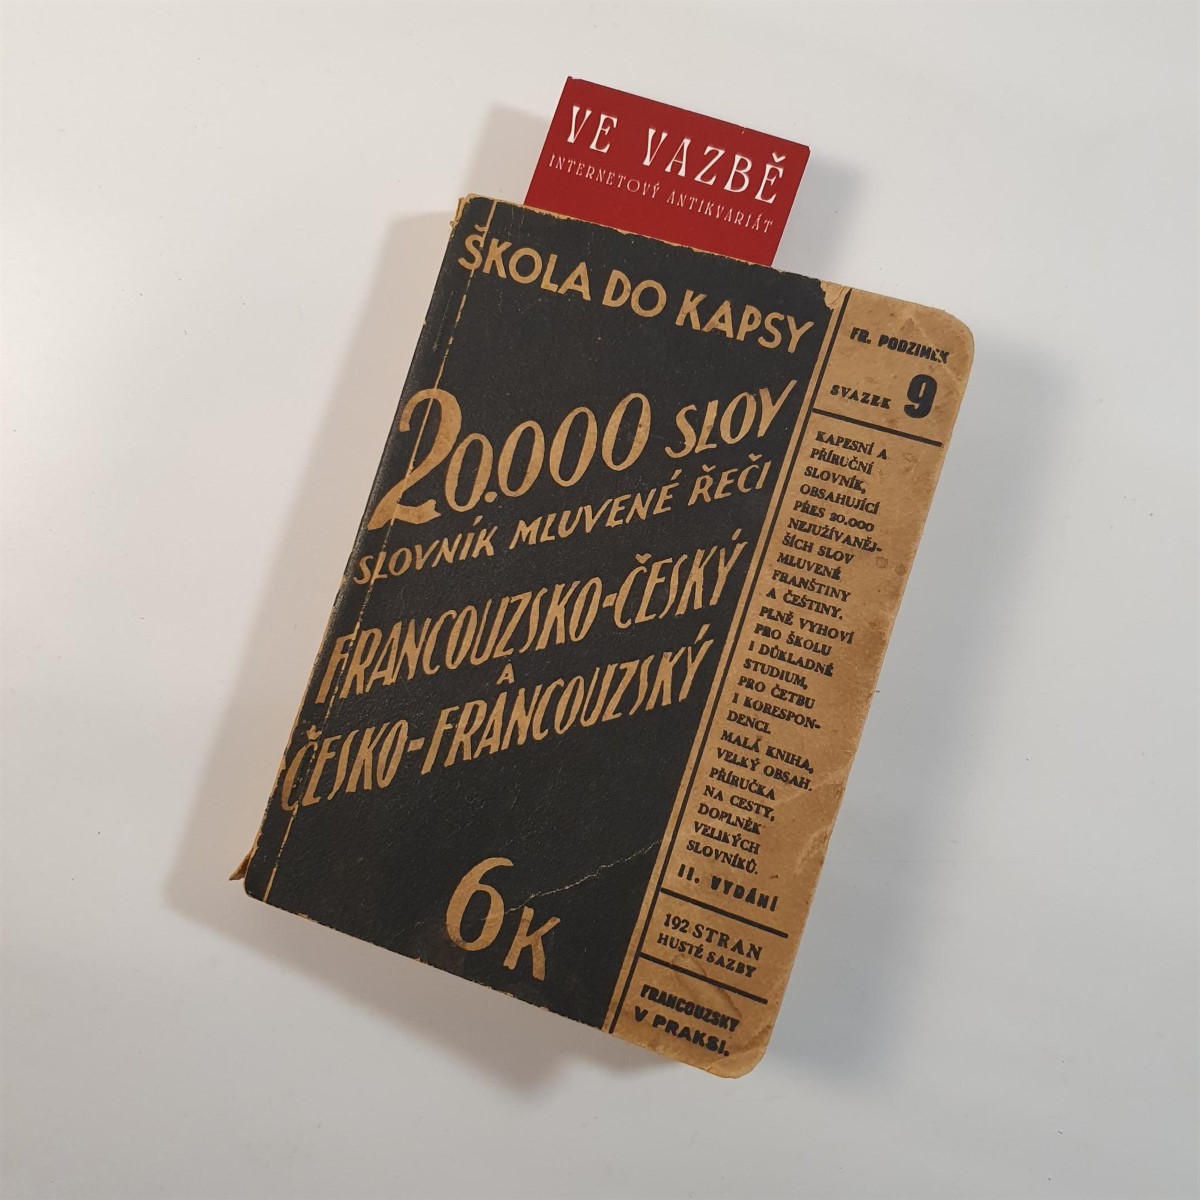 VE VAZBĚ
INTERNETOVÝ ANTIKVARIÁT
ŠKOLA DO KAPSY
20.000 SLOV
SLOVNÍK MLUVENÉ ŘEČI
FRANCOUZSKO-ČESKÝ
A
ČESKO-FRANCOUZSKÝ
6K
FR. PODZIMEK
SVAZEK 9
KAPESNÍ A
PŘÍRUČNÍ
SLOVNÍK,
OBSAHUJÍCÍ
PŘES 20.000
NEJUŽÍVANĚJ-
ŠÍCH SLOV
MLUVENÉ
FRANŠTINY
A ČEŠTINY.
PLNĚ VYHOVÍ
PRO ŠKOLU
I DŮKLADNÉ
STUDIUM,
PRO ČETBU
I KORESPON-
DENCI.
MALÁ KNIHA,
VELKÝ OBSAH.
PŘÍRUČKA
NA CESTY,
DOPLNĚK
VELIKÝCH
SLOVNÍKŮ.
II. VYDÁNÍ
192 STRAN
HUSTÉ SAZBY
FRANCOUZSKY
V PRAKSI.